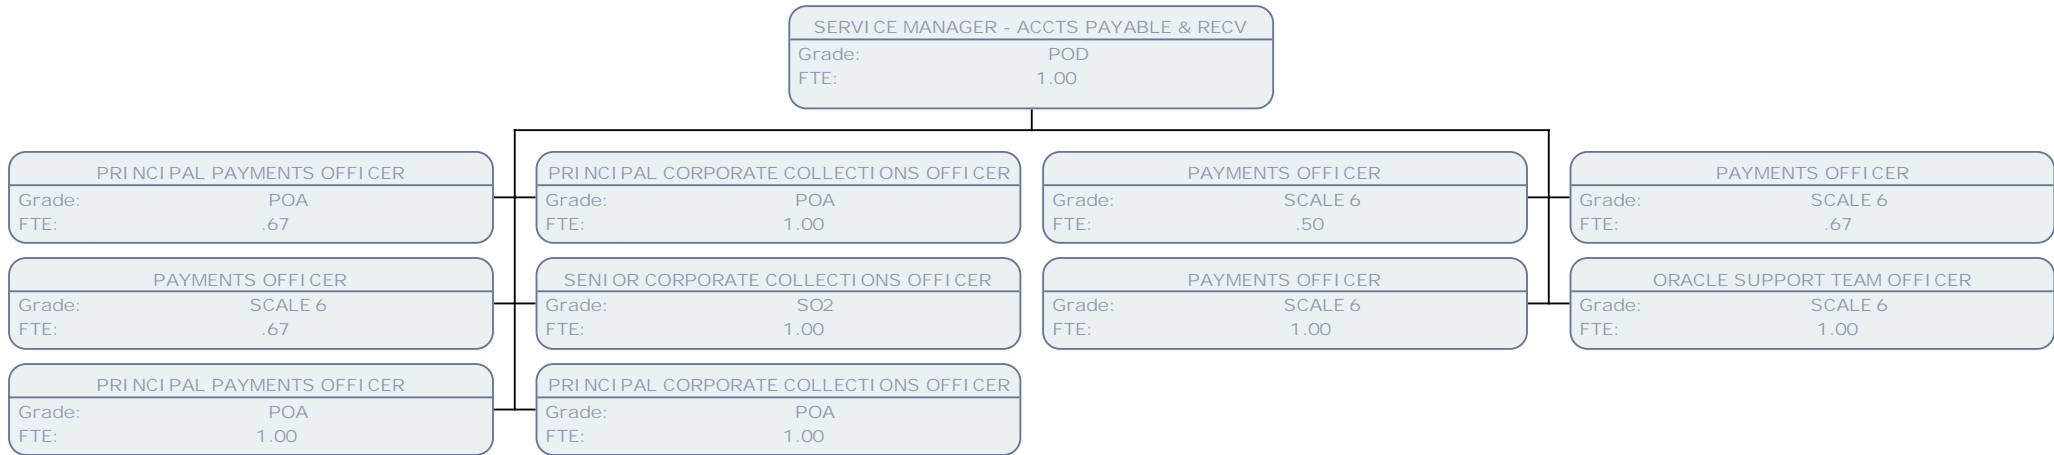 SERVICE MANAGER - ACCTS PAYABLE & RECV
Grade: POD
FTE: 1.00
PRINCIPAL PAYMENTS OFFICER
Grade: POA
FTE: .67
PRINCIPAL CORPORATE COLLECTIONS OFFICER
Grade: POA
FTE: 1.00
PAYMENTS OFFICER
Grade: SCALE 6
FTE: .50
PAYMENTS OFFICER
Grade: SCALE 6
FTE: .67
PAYMENTS OFFICER
Grade: SCALE 6
FTE: .67
SENIOR CORPORATE COLLECTIONS OFFICER
Grade: SO2
FTE: 1.00
PAYMENTS OFFICER
Grade: SCALE 6
FTE: 1.00
ORACLE SUPPORT TEAM OFFICER
Grade: SCALE 6
FTE: 1.00
PRINCIPAL PAYMENTS OFFICER
Grade: POA
FTE: 1.00
PRINCIPAL CORPORATE COLLECTIONS OFFICER
Grade: POA
FTE: 1.00